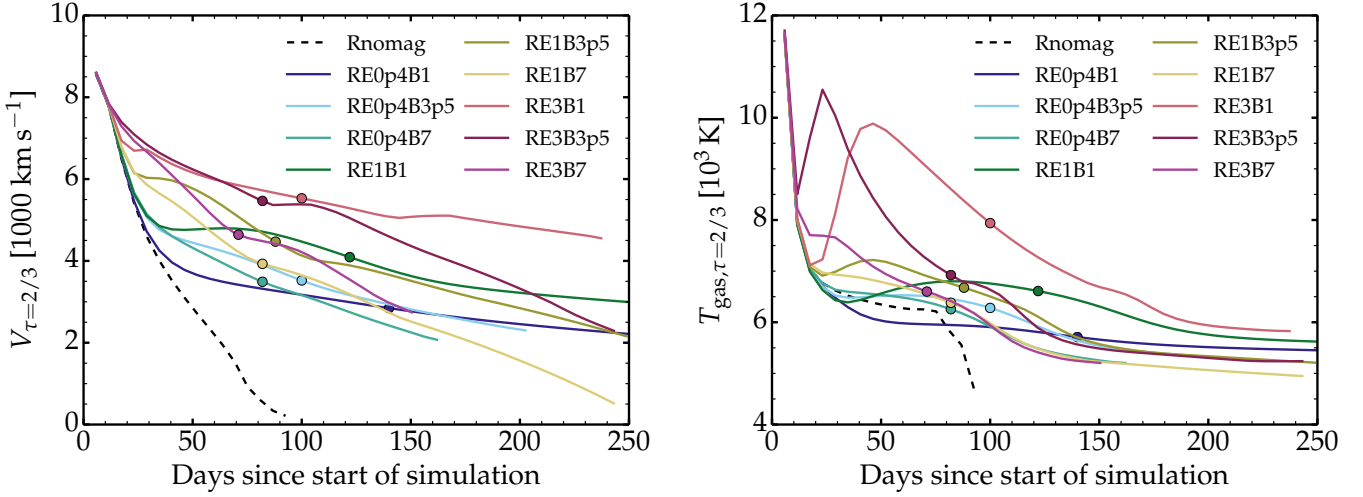 10
8
6
4
2
0
V_{τ=2/3} [1000 km s^{−1}]
Rnomag
RE0p4B1
RE0p4B3p5
RE0p4B7
RE1B1
RE1B3p5
RE1B7
RE3B1
RE3B3p5
RE3B7
0 50 100 150 200 250
Days since start of simulation
12
10
8
6
4
T_{gas,τ=2/3} [10^3 K]
Rnomag
RE0p4B1
RE0p4B3p5
RE0p4B7
RE1B1
RE1B3p5
RE1B7
RE3B1
RE3B3p5
RE3B7
0 50 100 150 200 250
Days since start of simulation